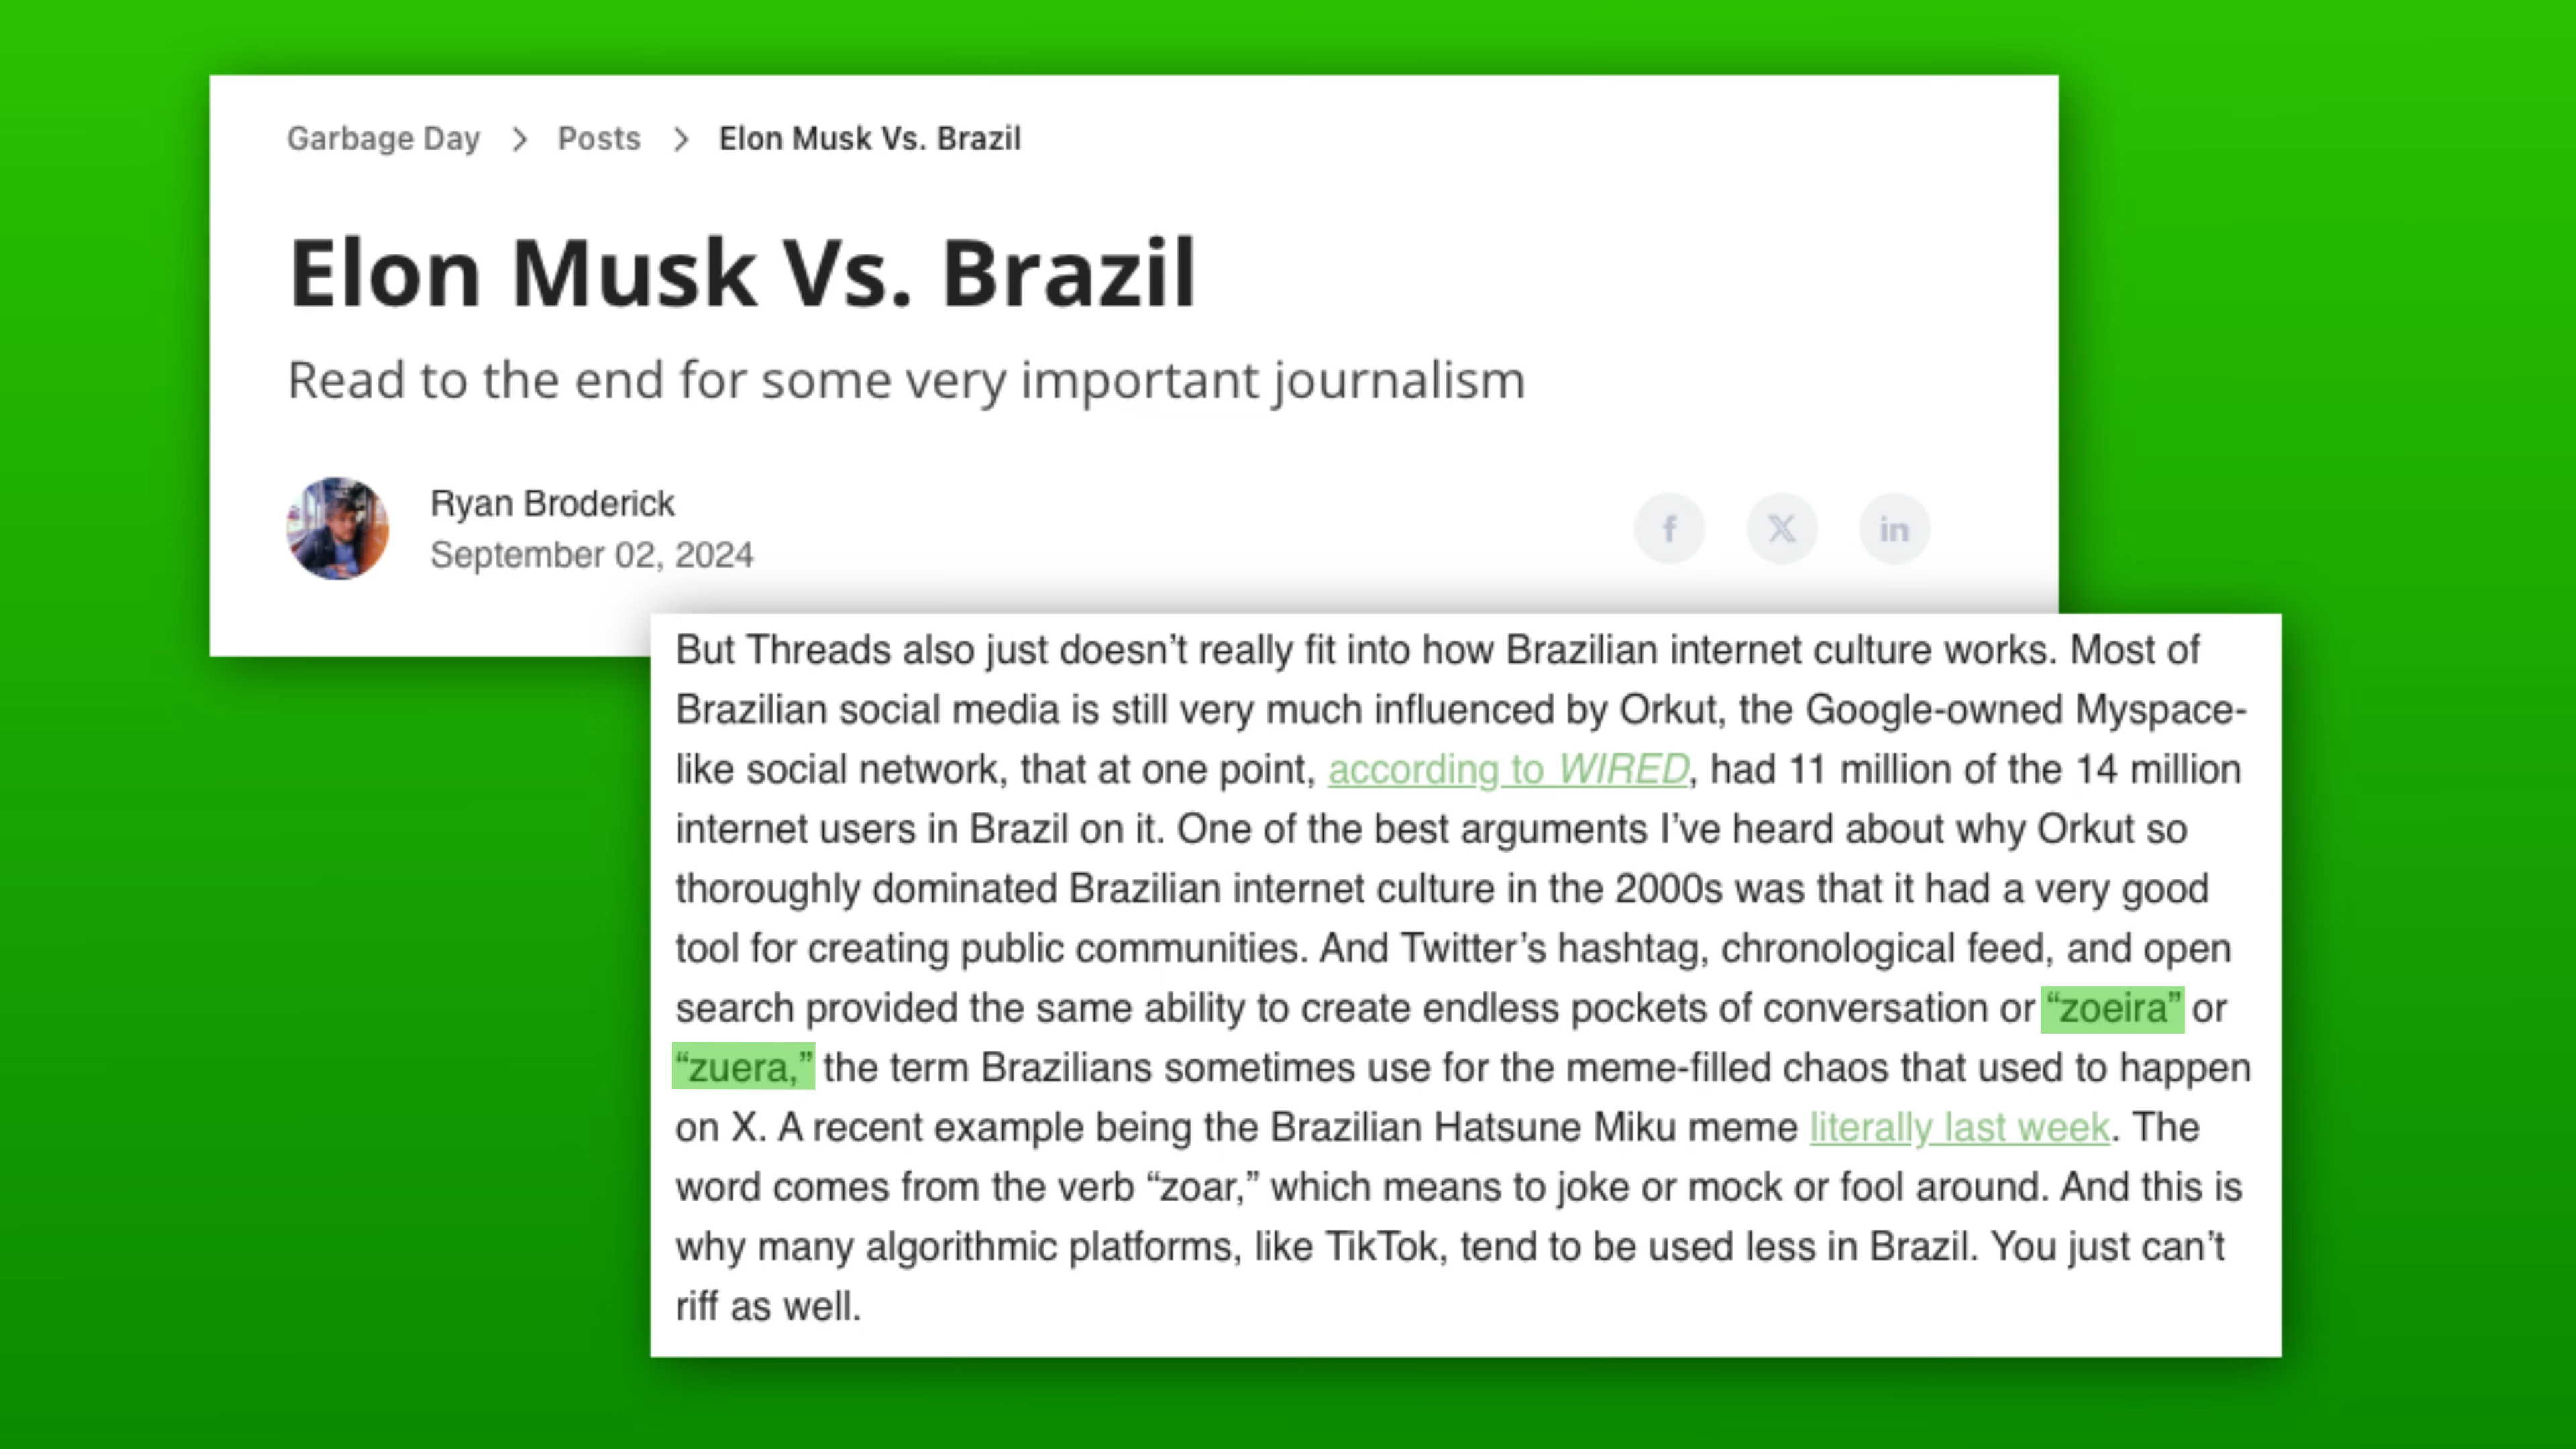 Garbage Day > Posts > Elon Musk Vs. Brazil
Elon Musk Vs. Brazil
Read to the end for some very important journalism
Ryan Broderick
September 02, 2024
f X in
But Threads also just doesn’t really fit into how Brazilian internet culture works. Most of
Brazilian social media is still very much influenced by Orkut, the Google-owned Myspace-
like social network, that at one point, according to WIRED, had 11 million of the 14 million
internet users in Brazil on it. One of the best arguments I’ve heard about why Orkut so
thoroughly dominated Brazilian internet culture in the 2000s was that it had a very good
tool for creating public communities. And Twitter’s hashtag, chronological feed, and open
search provided the same ability to create endless pockets of conversation or “zoeira” or
“zuera,” the term Brazilians sometimes use for the meme-filled chaos that used to happen
on X. A recent example being the Brazilian Hatsune Miku meme literally last week. The
word comes from the verb “zoar,” which means to joke or mock or fool around. And this is
why many algorithmic platforms, like TikTok, tend to be used less in Brazil. You just can’t
riff as well.